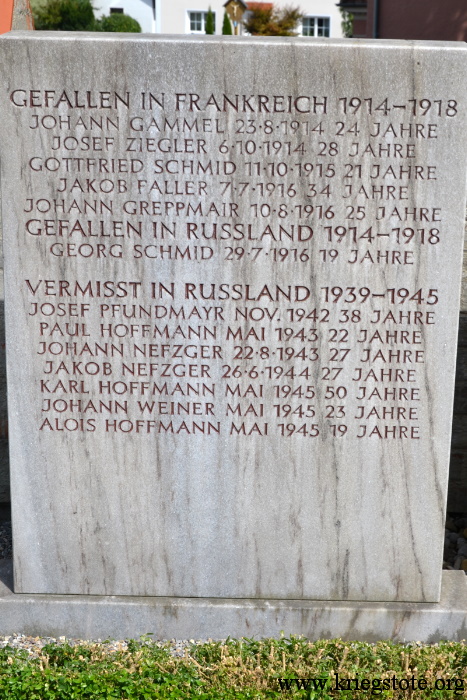 GEFALLEN IN FRANKREICH 1914-1918
JOHANN GAMMEL 23·8·1914 24 JAHRE
JOSEF ZIEGLER 6·10·1914 28 JAHRE
GOTTFRIED SCHMID 11·10·1915 21 JAHRE
JAKOB FALLER 7·7·1916 34 JAHRE
JOHANN GREPPMAIR 10·8·1916 25 JAHRE
GEFALLEN IN RUSSLAND 1914-1918
GEORG SCHMID 29·7·1916 19 JAHRE
VERMISST IN RUSSLAND 1939-1945
JOSEF PFUNDMAYR NOV. 1942 38 JAHRE
PAUL HOFFMANN MAI 1943 22 JAHRE
JOHANN NEFZGER 22·8·1943 27 JAHRE
JAKOB NEFZGER 26·6·1944 27 JAHRE
KARL HOFFMANN MAI 1945 50 JAHRE
JOHANN WEINER MAI 1945 23 JAHRE
ALOIS HOFFMANN MAI 1945 19 JAHRE
www.kriegstote.org